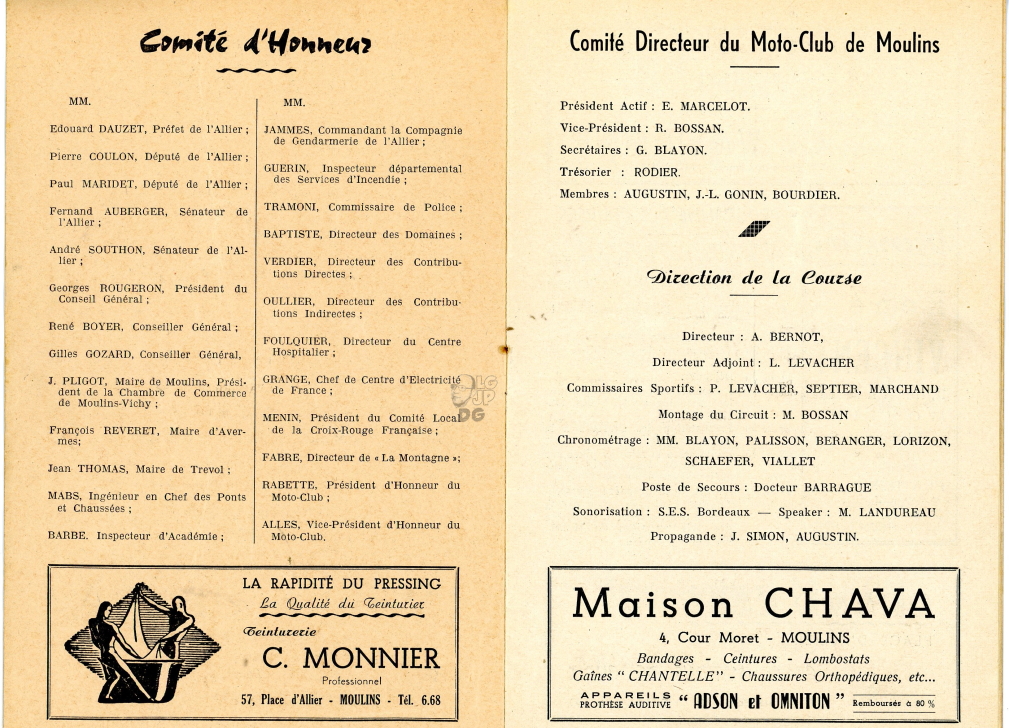 Comité d'Honneur
MM.
Edouard DAUZET, Préfet de l'Allier ;
Pierre COULON, Député de l'Allier ;
Paul MARIDET, Député de l'Allier ;
Fernand AUBERGER, Sénateur de
l'Allier ;
André SOUTHON, Sénateur de l'Al-
lier ;
Georges ROUGERON, Président du
Conseil Général ;
René BOYER, Conseiller Général ;
Gilles GOZARD, Conseiller Général,
J. PLIGOT, Maire de Moulins, Prési-
dent de la Chambre de Commerce
de Moulins-Vichy ;
François REVERET, Maire d'Aver-
mes;
Jean THOMAS, Maire de Trevol ;
MABS, Ingénieur en Chef des Ponts
et Chaussées ;
BARBE. Inspecteur d'Académie ;
MM.
JAMMES, Commandant la Compagnie
de Gendarmerie de l'Allier ;
GUERIN, Inspecteur départemental
des Services d'Incendie ;
TRAMONI, Commissaire de Police ;
BAPTISTE, Directeur des Domaines ;
VERDIER, Directeur des Contribu-
tions Directes ;
OULLIER, Directeur des Contribu-
tions Indirectes ;
FOULQUIER, Directeur du Centre
Hospitalier ;
GRANGE, Chef de Centre d'Electricité
de France ;
MENIN, Président du Comité Local
de la Croix-Rouge Française ;
FABRE, Directeur de « La Montagne »;
RABETTE, Président d'Honneur du
Moto-Club ;
ALLES, Vice-Président d'Honneur du
Moto-Club.
LA RAPIDITÉ DU PRESSING
La Qualité du Teinturier
Teinturerie
C. MONNIER
Professionnel
57, Place d'Allier - MOULINS - Tél. 6.68
Comité Directeur du Moto-Club de Moulins
Président Actif : E. MARCELOT.
Vice-Président : R. BOSSAN.
Secrétaires : G. BLAYON.
Trésorier : RODIER.
Membres : AUGUSTIN, J.-L. GONIN, BOURDIER.
Direction de la Course
Directeur : A. BERNOT,
Directeur Adjoint : L. LEVACHER
Commissaires Sportifs : P. LEVACHER, SEPTIER, MARCHAND
Montage du Circuit : M. BOSSAN
Chronométrage : MM. BLAYON, PALISSON, BERANGER, LORIZON,
SCHAEFER, VIALLET
Poste de Secours : Docteur BARRAGUE
Sonorisation : S.E.S. Bordeaux — Speaker : M. LANDUREAU
Propagande : J. SIMON, AUGUSTIN.
Maison CHAVA
4, Cour Moret - MOULINS
Bandages - Ceintures - Lombostats
Gaînes " CHANTELLE " - Chaussures Orthopédiques, etc...
APPAREILS
PROTHÈSE AUDITIVE " ADSON et OMNITON " Remboursés à 80 %
LG
JP
DG